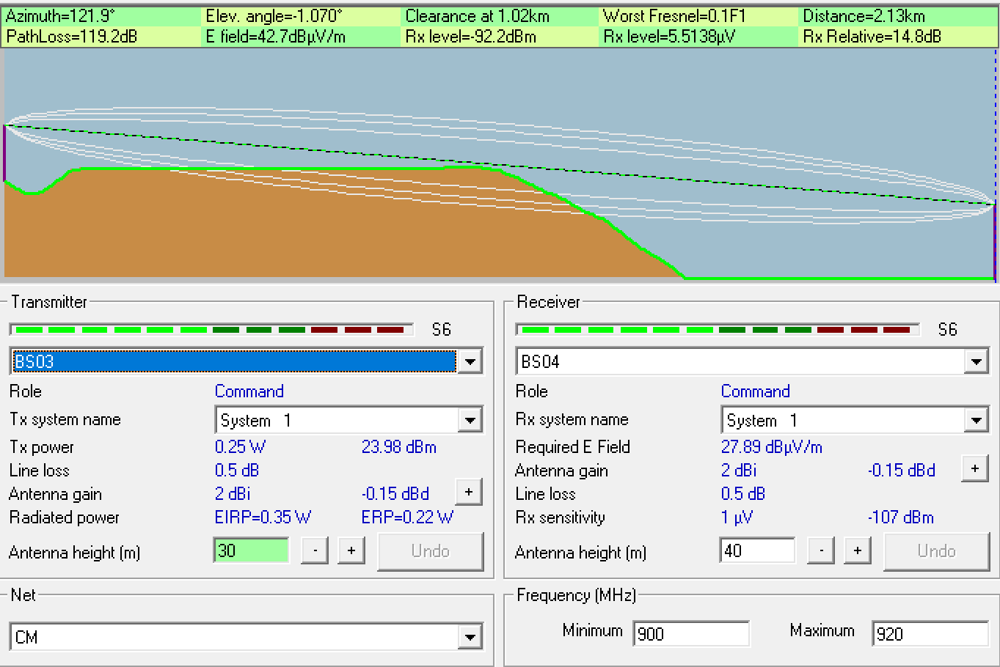 Azimuth=121.9° Elev. angle=-1.070° Clearance at 1.02km Worst Fresnel=0.1F1 Distance=2.13km
PathLoss=119.2dB E field=42.7dBµV/m Rx level=-92.2dBm Rx level=5.5138µV Rx Relative=14.8dB
Transmitter
S6
BS03
Role Command
Tx system name System 1
Tx power 0.25 W 23.98 dBm
Line loss 0.5 dB
Antenna gain 2 dBi -0.15 dBd +
Radiated power EIRP=0.35 W ERP=0.22 W
Antenna height (m) 30 - + Undo
Receiver
S6
BS04
Role Command
Rx system name System 1
Required E Field 27.89 dBµV/m
Antenna gain 2 dBi -0.15 dBd +
Line loss 0.5 dB
Rx sensitivity 1 µV -107 dBm
Antenna height (m) 40 - + Undo
Net
CM
Frequency (MHz)
Minimum 900 Maximum 920